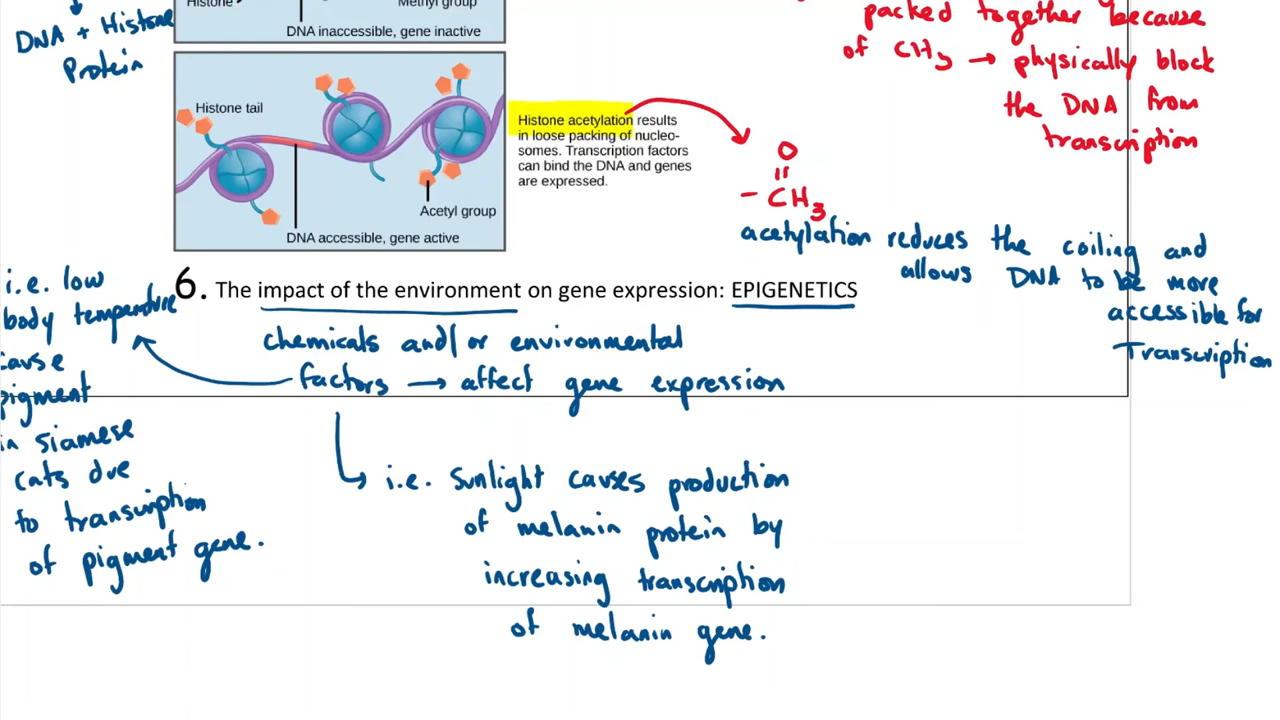 Histone
Methyl group
DNA inaccessible, gene inactive
DNA + Histone
Protein
packed together because
of CH3 → physically block
the DNA from
transcription
Histone tail
Acetyl group
DNA accessible, gene active
Histone acetylation results
in loose packing of nucleo-
somes. Transcription factors
can bind the DNA and genes
are expressed.
O
- CH3
acetylation reduces the coiling and
allows DNA to be more
accessible for
Transcription
6. The impact of the environment on gene expression: EPIGENETICS
chemicals and/or environmental
factors → affect gene expression
i.e. low
body temperature
cause
pigment
in siamese
cats due
to transcription
of pigment gene.
i.e. Sunlight causes production
of melanin protein by
increasing transcription
of melanin gene.